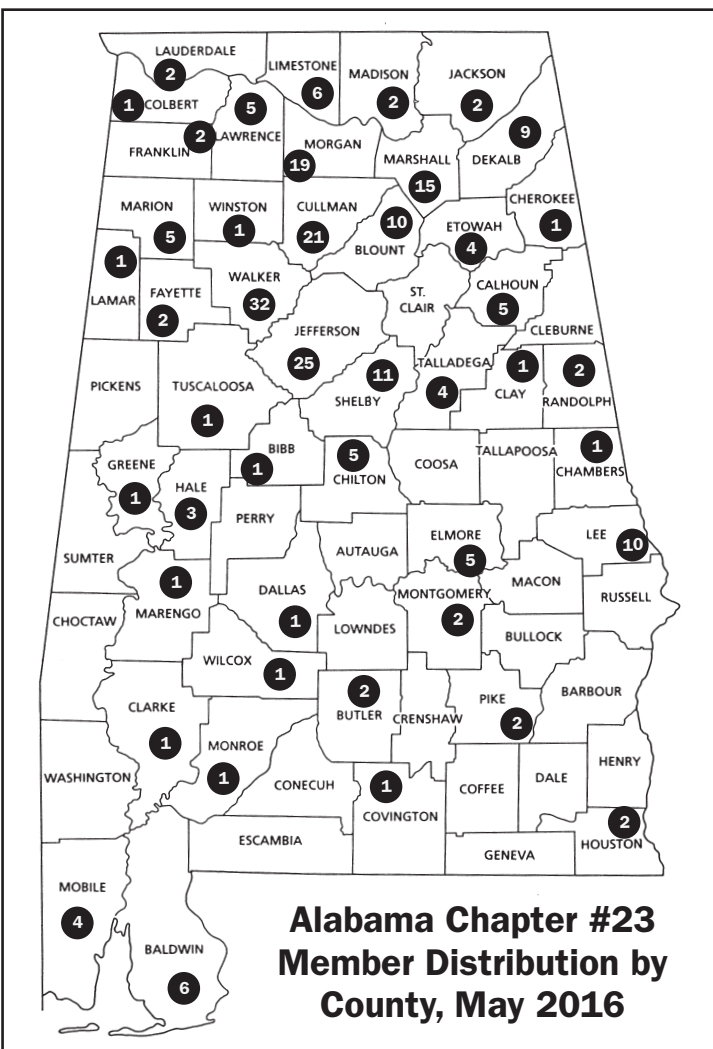 LAUDERDALE
2
LIMESTONE
6
MADISON
2
JACKSON
2
1 COLBERT
5
LAWRENCE
2
FRANKLIN
MORGAN
19
MARSHALL
15
9
DEKALB
CHEROKEE
1
MARION
5
WINSTON
1
CULLMAN
21
10
BLOUNT
ETOWAH
4
1
LAMAR
FAYETTE
2
WALKER
32
ST.
CLAIR
CALHOUN
5
CLEBURNE
JEFFERSON
25
PICKENS
TUSCALOOSA
1
11
SHELBY
TALLADEGA
4
1
CLAY
2
RANDOLPH
GREENE
1
HALE
3
BIBB
1
5
CHILTON
COOSA
TALLAPOOSA
1
CHAMBERS
PERRY
SUMTER
AUTAUGA
ELMORE
5
LEE
10
1
MARENGO
DALLAS
1
MONTGOMERY
2
MACON
RUSSELL
CHOCTAW
LOWNDES
BULLOCK
WILCOX
1
CLARKE
1
2
BUTLER
CRENSHAW
PIKE
2
BARBOUR
MONROE
1
WASHINGTON
CONECUH
1
COVINGTON
COFFEE
DALE
HENRY
2
HOUSTON
ESCAMBIA
GENEVA
MOBILE
4
BALDWIN
6
Alabama Chapter #23
Member Distribution by
County, May 2016